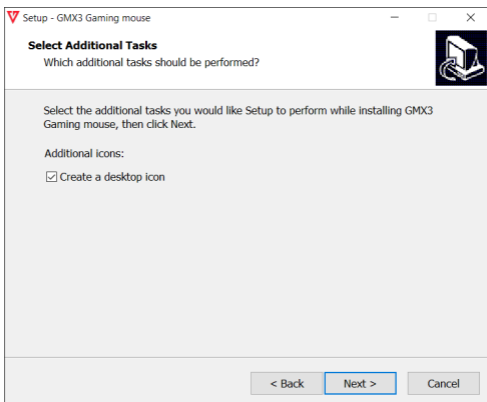 Setup - GMX3 Gaming mouse
Select Additional Tasks
Which additional tasks should be performed?
Select the additional tasks you would like Setup to perform while installing GMX3
Gaming mouse, then click Next.
Additional icons:
Create a desktop icon
< Back Next > Cancel